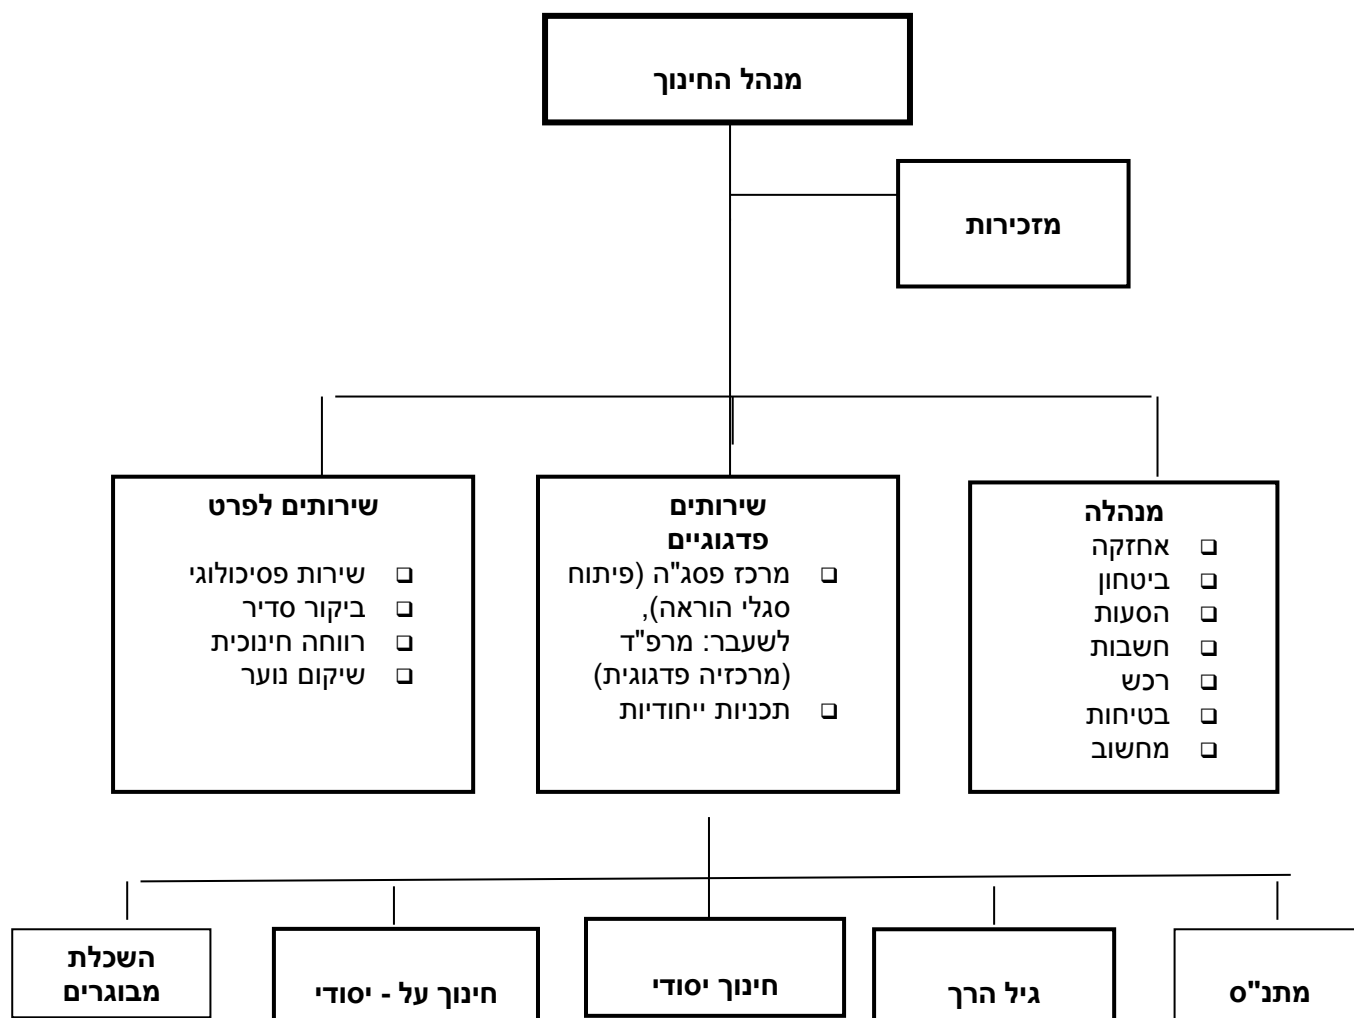 מנהל החינוך
מזכירות
מנהלה
אחזקה
ביטחון
הסעות
חשבות
רכש
בטיחות
מחשוב
שירותים
פדגוגיים
מרכז פסג"ה (פיתוח
סגלי הוראה),
לשעבר: מרפ"ד
(מרכזיה פדגוגית)
תכניות ייחודיות
שירותים לפרט
שירות פסיכולוגי
ביקור סדיר
רווחה חינוכית
שיקום נוער
מתנ"ס
גיל הרך
חינוך יסודי
חינוך על - יסודי
השכלת
מבוגרים